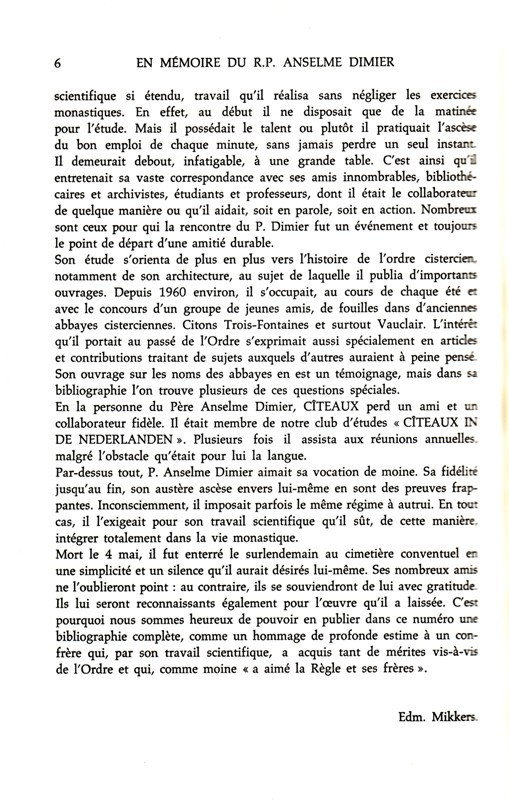 6 EN MÉMOIRE DU R.P. ANSELME DIMIER
scientifique si étendu, travail qu'il réalisa sans négliger les exercices
monastiques. En effet, au début il ne disposait que de la matinée
pour l'étude. Mais il possédait le talent ou plutôt il pratiquait l'ascèse
du bon emploi de chaque minute, sans jamais perdre un seul instant.
Il demeurait debout, infatigable, à une grande table. C'est ainsi qu'il
entretenait sa vaste correspondance avec ses amis innombrables, bibliothé-
caires et archivistes, étudiants et professeurs, dont il était le collaborateur
de quelque manière ou qu'il aidait, soit en parole, soit en action. Nombreux
sont ceux pour qui la rencontre du P. Dimier fut un événement et toujours
le point de départ d'une amitié durable.
Son étude s'orienta de plus en plus vers l'histoire de l'ordre cistercien,
notamment de son architecture, au sujet de laquelle il publia d'importants
ouvrages. Depuis 1960 environ, il s'occupait, au cours de chaque été et
avec le concours d'un groupe de jeunes amis, de fouilles dans d'anciennes
abbayes cisterciennes. Citons Trois-Fontaines et surtout Vauclair. L'intérêt
qu'il portait au passé de l'Ordre s'exprimait aussi spécialement en articles
et contributions traitant de sujets auxquels d'autres auraient à peine pensé.
Son ouvrage sur les noms des abbayes en est un témoignage, mais dans sa
bibliographie l'on trouve plusieurs de ces questions spéciales.
En la personne du Père Anselme Dimier, CÎTEAUX perd un ami et un
collaborateur fidèle. Il était membre de notre club d'études « CÎTEAUX IN
DE NEDERLANDEN ». Plusieurs fois il assista aux réunions annuelles,
malgré l'obstacle qu'était pour lui la langue.
Par-dessus tout, P. Anselme Dimier aimait sa vocation de moine. Sa fidélité
jusqu'au fin, son austère ascèse envers lui-même en sont des preuves frap-
pantes. Inconsciemment, il imposait parfois le même régime à autrui. En tout
cas, il l'exigeait pour son travail scientifique qu'il sût, de cette manière,
intégrer totalement dans la vie monastique.
Mort le 4 mai, il fut enterré le surlendemain au cimetière conventuel en
une simplicité et un silence qu'il aurait désirés lui-même. Ses nombreux amis
ne l'oublieront point : au contraire, ils se souviendront de lui avec gratitude.
Ils lui seront reconnaissants également pour l'œuvre qu'il a laissée. C'est
pourquoi nous sommes heureux de pouvoir en publier dans ce numéro une
bibliographie complète, comme un hommage de profonde estime à un con-
frère qui, par son travail scientifique, a acquis tant de mérites vis-à-vis
de l'Ordre et qui, comme moine « a aimé la Règle et ses frères ».
Edm. Mikkers.